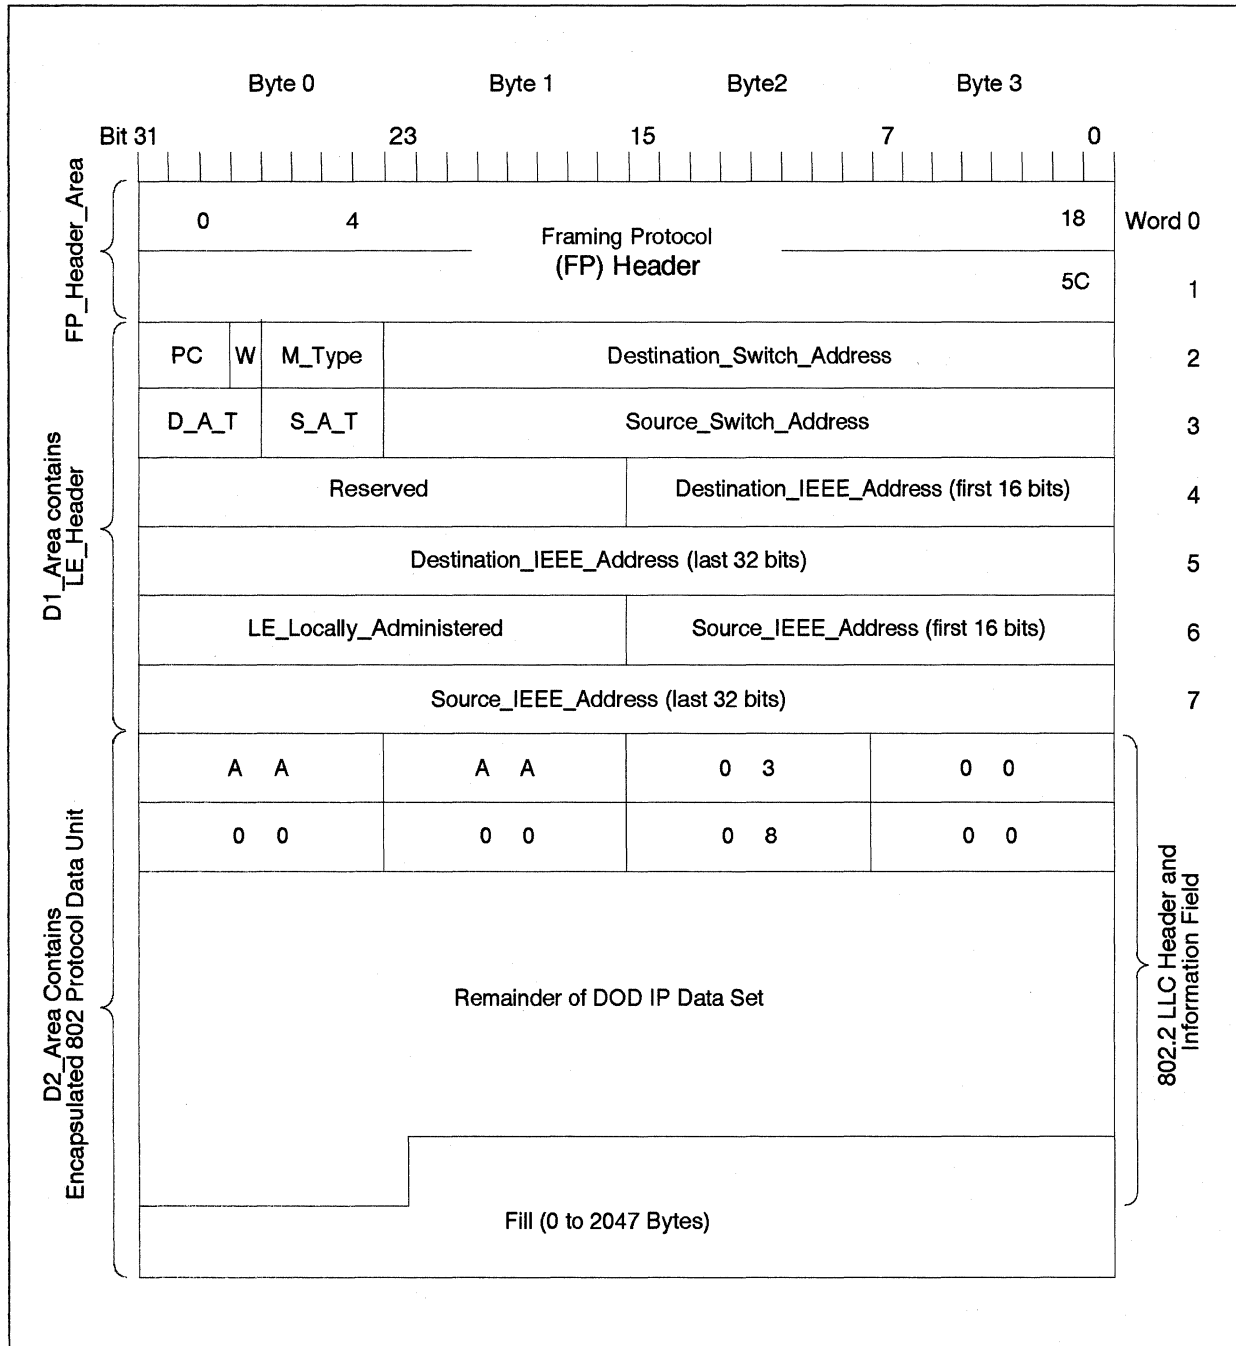 Byte 0 Byte 1 Byte2 Byte 3
Bit 31 23 15 7 0
FP_Header_Area
0 4 18 Word 0
Framing Protocol
(FP) Header
5C 1
D1_Area contains
LE_Header
PC W M_Type Destination_Switch_Address 2
D_A_T S_A_T Source_Switch_Address 3
Reserved Destination_IEEE_Address (first 16 bits) 4
Destination_IEEE_Address (last 32 bits) 5
LE_Locally_Administered Source_IEEE_Address (first 16 bits) 6
Source_IEEE_Address (last 32 bits) 7
D2_Area Contains
Encapsulated 802 Protocol Data Unit
A A A A 0 3 0 0
0 0 0 0 0 8 0 0
Remainder of DOD IP Data Set
802.2 LLC Header and
Information Field
Fill (0 to 2047 Bytes)